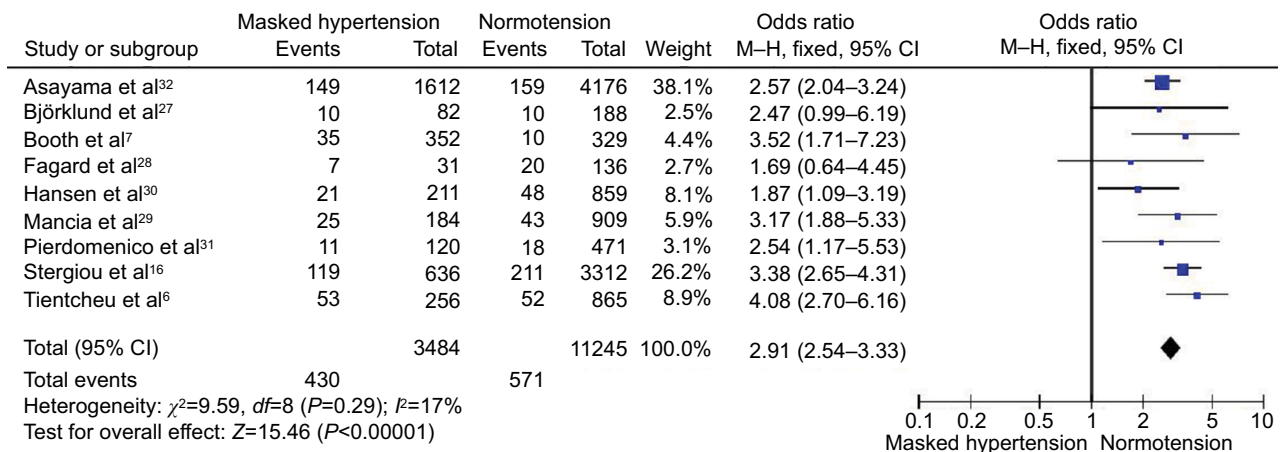 Masked hypertension Normotension Odds ratio Odds ratio
Study or subgroup Events Total Events Total Weight M–H, fixed, 95% CI M–H, fixed, 95% CI
Asayama et al³² 149 1612 159 4176 38.1% 2.57 (2.04–3.24)
Björklund et al²⁷ 10 82 10 188 2.5% 2.47 (0.99–6.19)
Booth et al⁷ 35 352 10 329 4.4% 3.52 (1.71–7.23)
Fagard et al²⁸ 7 31 20 136 2.7% 1.69 (0.64–4.45)
Hansen et al³⁰ 21 211 48 859 8.1% 1.87 (1.09–3.19)
Mancia et al²⁹ 25 184 43 909 5.9% 3.17 (1.88–5.33)
Pierdomenico et al³¹ 11 120 18 471 3.1% 2.54 (1.17–5.53)
Stergiou et al¹⁶ 119 636 211 3312 26.2% 3.38 (2.65–4.31)
Tientcheu et al⁶ 53 256 52 865 8.9% 4.08 (2.70–6.16)
Total (95% CI) 3484 11245 100.0% 2.91 (2.54–3.33)
Total events 430 571
Heterogeneity: χ²=9.59, df=8 (P=0.29); I²=17%
Test for overall effect: Z=15.46 (P<0.00001)
0.1 0.2 0.5 1 2 5 10
Masked hypertension Normotension